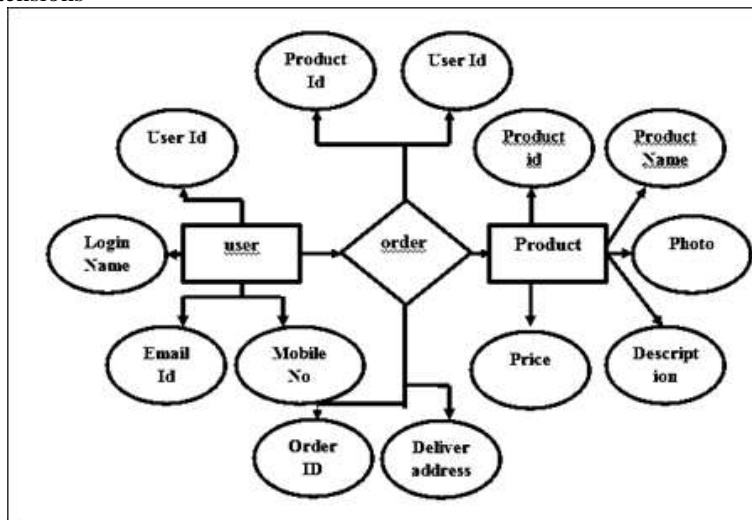 Product
Id
User Id
User Id
Product
id
Product
Name
Login
Name
user
order
Product
Photo
Email
Id
Mobile
No
Price
Descript
ion
Order
ID
Deliver
address